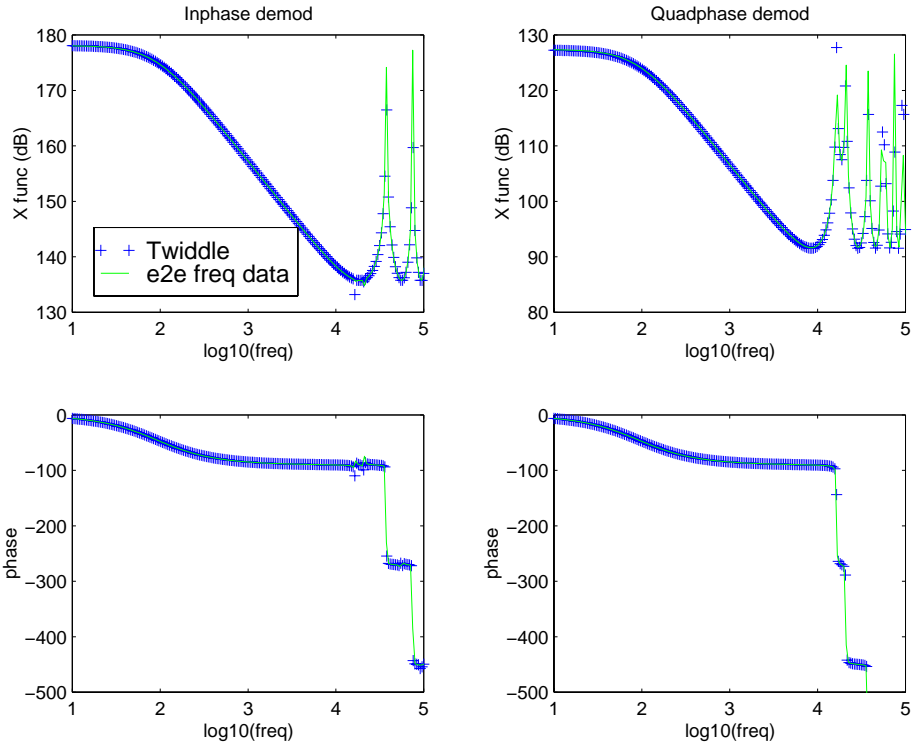 Inphase demod
180
170
160
150
140
130
X func (dB)
Twiddle
e2e freq data
1 2 3 4 5
log10(freq)
Quadphase demod
130
120
110
100
90
80
X func (dB)
1 2 3 4 5
log10(freq)
0
−100
−200
−300
−400
−500
phase
1 2 3 4 5
log10(freq)
0
−100
−200
−300
−400
−500
phase
1 2 3 4 5
log10(freq)